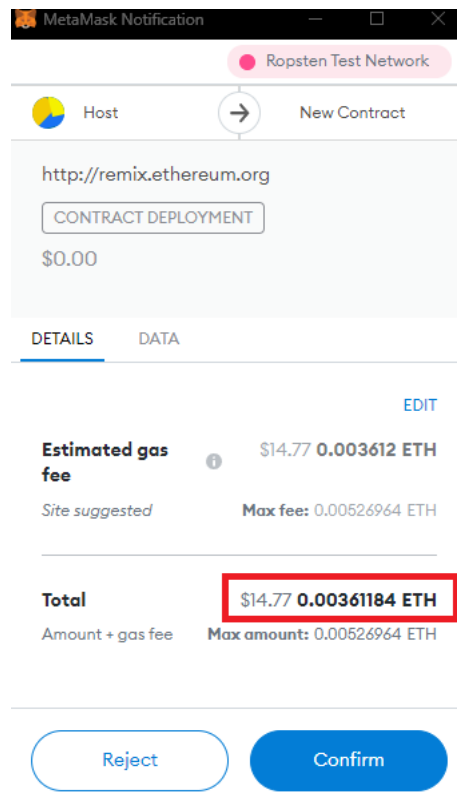 MetaMask Notification
Ropsten Test Network
Host New Contract
http://remix.ethereum.org
CONTRACT DEPLOYMENT
$0.00
DETAILS DATA
EDIT
Estimated gas fee $14.77 0.003612 ETH
Site suggested Max fee: 0.00526964 ETH
Total $14.77 0.00361184 ETH
Amount + gas fee Max amount: 0.00526964 ETH
Reject Confirm